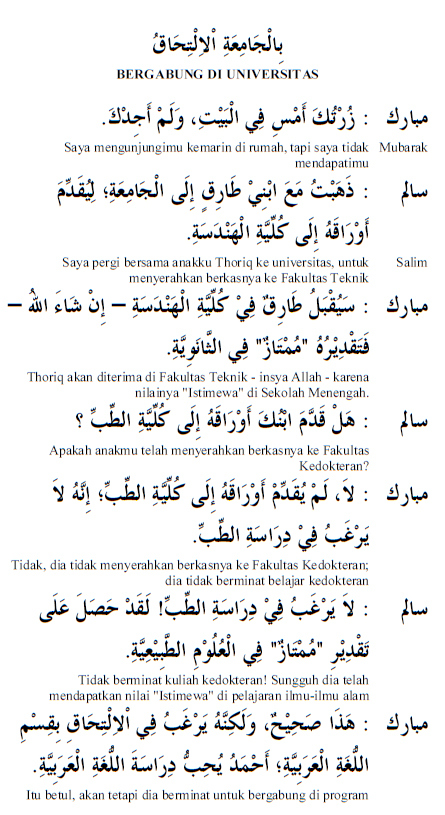 بِالْجَامِعَةِ اْلاِلْتِحَاقُ
BERGABUNG DI UNIVERSITAS
مبارك : زُرْتُكَ أَمْسِ فِي الْبَيْتِ، وَلَمْ أَجِدْكَ.
Saya mengunjungimu kemarin di rumah, tapi saya tidak Mubarak
mendapatimu
سالم : ذَهَبْتُ مَعَ ابْنِيْ طَارِقٍ إِلَى الْجَامِعَةِ؛ لِيُقَدِّمَ
أَوْرَاقَهُ إِلَى كُلِّيَّةِ الْهَنْدَسَةِ.
Saya pergi bersama anakku Thoriq ke universitas, untuk Salim
menyerahkan berkasnya ke Fakultas Teknik
مبارك : سَيُقْبَلُ طَارِقٌ فِيْ كُلِّيَّةِ الْهَنْدَسَةِ – إِنْ شَاءَ اللهُ –
فَتَقْدِيْرُهُ "مُمْتَازٌ" فِي الثَّانَوِيَّةِ.
Thoriq akan diterima di Fakultas Teknik - insya Allah - karena
nilainya "Istimewa" di Sekolah Menengah.
سالم : هَلْ قَدَّمَ ابْنُكَ أَوْرَاقَهُ إِلَى كُلِّيَّةِ الطِّبِّ ؟
Apakah anakmu telah menyerahkan berkasnya ke Fakultas
Kedokteran?
مبارك : لاَ، لَمْ يُقَدِّمْ أَوْرَاقَهُ إِلَى كُلِّيَّةِ الطِّبِّ؛ إِنَّهُ لاَ
يَرْغَبُ فِيْ دِرَاسَةِ الطِّبِّ.
Tidak, dia tidak menyerahkan berkasnya ke Fakultas Kedokteran;
dia tidak berminat belajar kedokteran
سالم : لاَ يَرْغَبُ فِيْ دِرَاسَةِ الطِّبِّ! لَقَدْ حَصَلَ عَلَى
تَقْدِيْرِ "مُمْتَازٌ" فِي الْعُلُوْمِ الطَّبِيْعِيَّةِ.
Tidak berminat kuliah kedokteran! Sungguh dia telah
mendapatkan nilai "Istimewa" di pelajaran ilmu-ilmu alam
مبارك : هَذَا صَحِيْحٌ، وَلَكِنَّهُ يَرْغَبُ فِي اْلاِلْتِحَاقِ بِقِسْمِ
اللُّغَةِ الْعَرَبِيَّةِ؛ أَحْمَدُ يُحِبُّ دِرَاسَةَ اللُّغَةِ الْعَرَبِيَّةِ.
Itu betul, akan tetapi dia berminat untuk bergabung di program